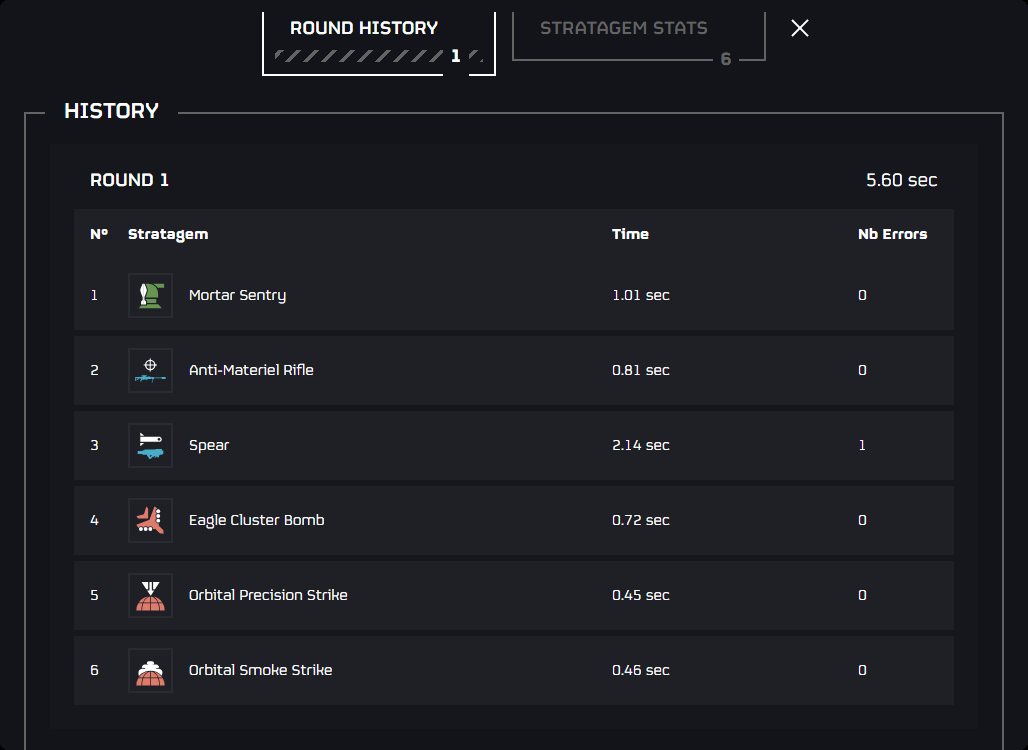 ROUND HISTORY
1
STRATAGEM STATS
6
HISTORY
ROUND 1 5.60 sec
Nº Stratagem Time Nb Errors
1 Mortar Sentry 1.01 sec 0
2 Anti-Materiel Rifle 0.81 sec 0
3 Spear 2.14 sec 1
4 Eagle Cluster Bomb 0.72 sec 0
5 Orbital Precision Strike 0.45 sec 0
6 Orbital Smoke Strike 0.46 sec 0